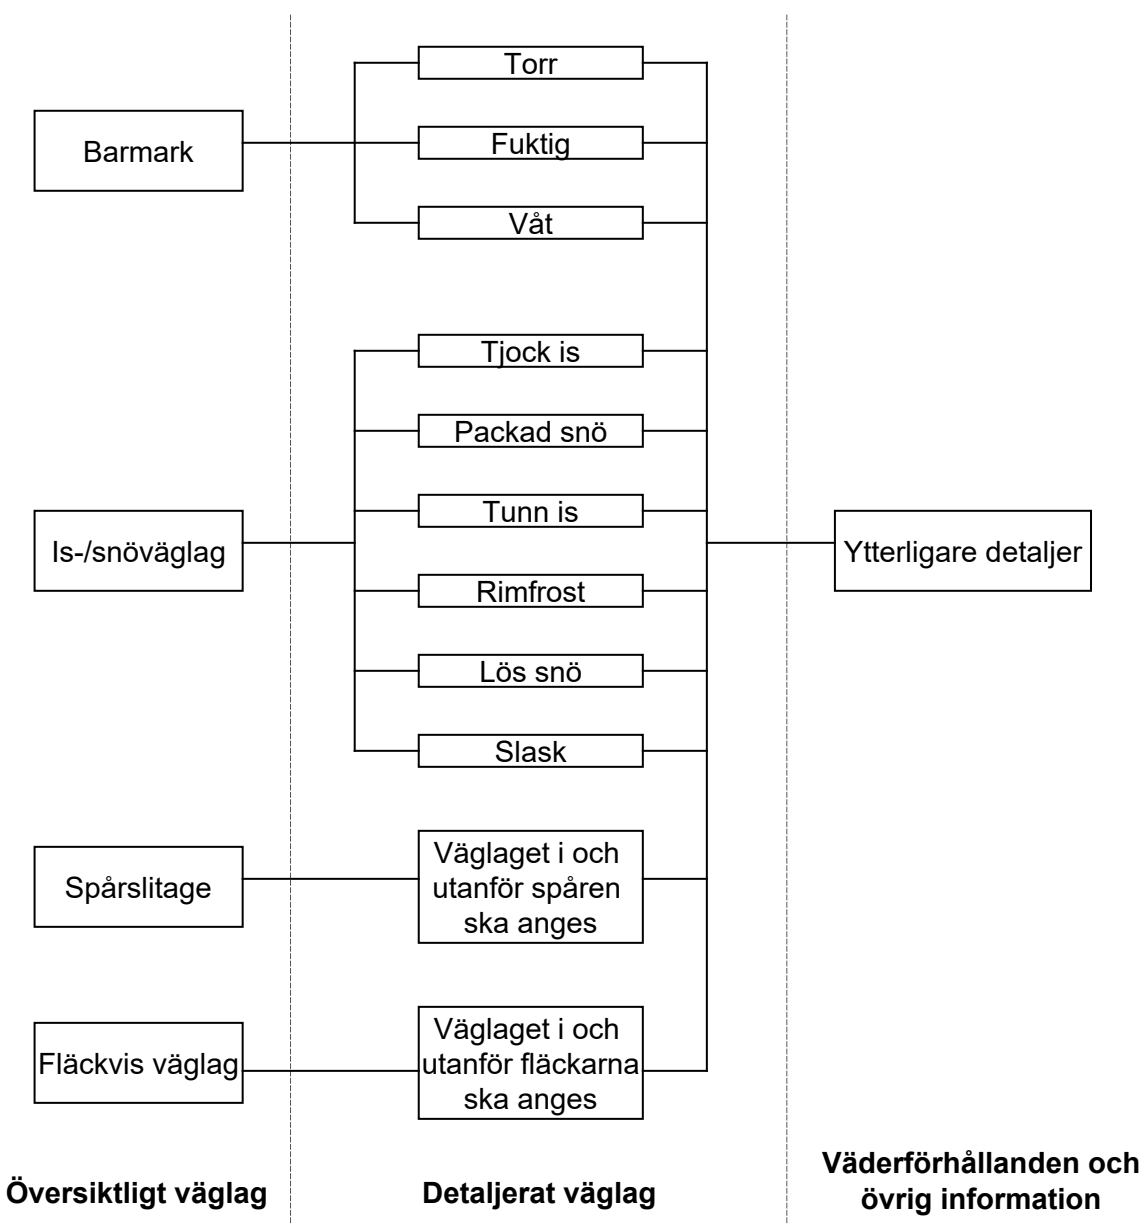 Torr
Barmark
Fuktig
Våt
Tjock is
Packad snö
Tunn is
Is-/snöväglag
Ytterligare detaljer
Rimfrost
Lös snö
Slask
Spårslitage
Väglaget i och
utanför spåren
ska anges
Fläckvis väglag
Väglaget i och
utanför fläckarna
ska anges
Översiktligt väglag
Detaljerat väglag
Väderförhållanden och
övrig information